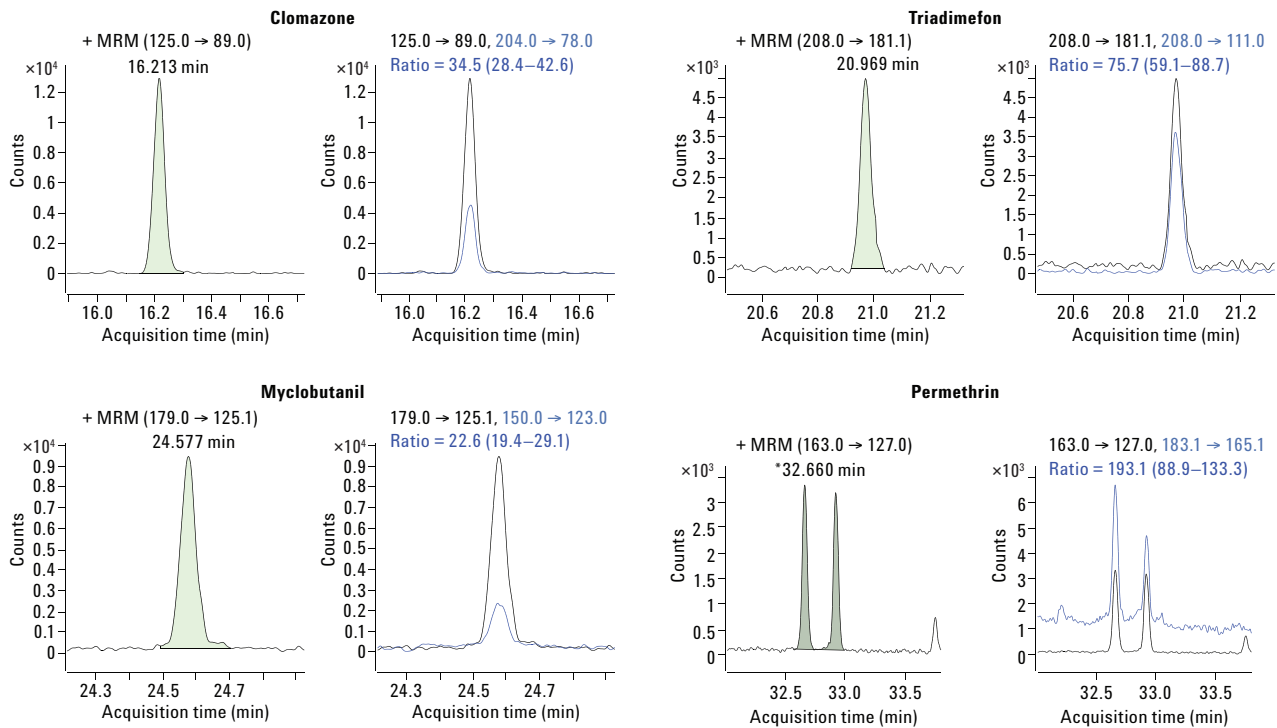 Clomazone
+ MRM (125.0 → 89.0)
16.213 min
×10⁴
1.2
1
0.8
0.6
0.4
0.2
0
Counts
16.0 16.2 16.4 16.6
Acquisition time (min)
125.0 → 89.0, 204.0 → 78.0
Ratio = 34.5 (28.4–42.6)
×10⁴
1.2
1
0.8
0.6
0.4
0.2
0
Counts
16.0 16.2 16.4 16.6
Acquisition time (min)
Triadimefon
+ MRM (208.0 → 181.1)
20.969 min
×10³
4.5
4
3.5
3
2.5
2
1.5
1
0.5
0
Counts
20.6 20.8 21.0 21.2
Acquisition time (min)
208.0 → 181.1, 208.0 → 111.0
Ratio = 75.7 (59.1–88.7)
×10³
4.5
4
3.5
3
2.5
2
1.5
1
0.5
0
Counts
20.6 20.8 21.0 21.2
Acquisition time (min)
Myclobutanil
+ MRM (179.0 → 125.1)
24.577 min
×10⁴
0.9
0.8
0.7
0.6
0.5
0.4
0.3
0.2
0.1
0
Counts
24.3 24.5 24.7
Acquisition time (min)
179.0 → 125.1, 150.0 → 123.0
Ratio = 22.6 (19.4–29.1)
×10⁴
0.9
0.8
0.7
0.6
0.5
0.4
0.3
0.2
0.1
0
Counts
24.3 24.5 24.7
Acquisition time (min)
Permethrin
+ MRM (163.0 → 127.0)
*32.660 min
×10³
3
2.5
2
1.5
1
0.5
0
Counts
32.5 33.0 33.5
Acquisition time (min)
163.0 → 127.0, 183.1 → 165.1
Ratio = 193.1 (88.9–133.3)
×10³
6
5
4
3
2
1
0
Counts
32.5 33.0 33.5
Acquisition time (min)